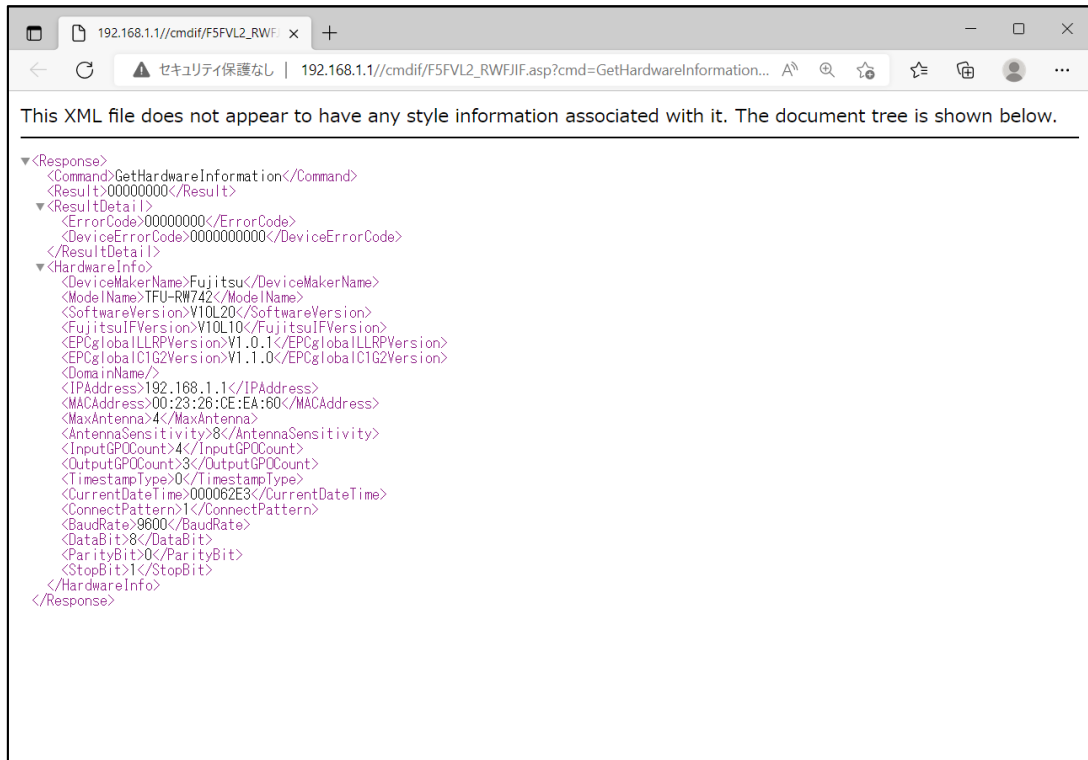 192.168.1.1//cmdif/F5FVL2_RWF.
セキュリティ保護なし | 192.168.1.1//cmdif/F5FVL2_RWFJIF.asp?cmd=GetHardwareInformation...
This XML file does not appear to have any style information associated with it. The document tree is shown below.
▼<Response>
<Command>GetHardwareInformation</Command>
<Result>00000000</Result>
▼<ResultDetail>
<ErrorCode>00000000</ErrorCode>
<DeviceErrorCode>0000000000</DeviceErrorCode>
</ResultDetail>
▼<HardwareInfo>
<DeviceMakerName>Fujitsu</DeviceMakerName>
<ModelName>TFU-RW742</ModelName>
<SoftwareVersion>V10L20</SoftwareVersion>
<FujitsuIFVersion>V10L10</FujitsuIFVersion>
<EPCglobalLLRPVersion>V1.0.1</EPCglobalLLRPVersion>
<EPCglobalC1G2Version>V1.1.0</EPCglobalC1G2Version>
<DomainName/>
<IPAddress>192.168.1.1</IPAddress>
<MACAddress>00:23:26:CE:EA:60</MACAddress>
<MaxAntenna>4</MaxAntenna>
<AntennaSensitivity>8</AntennaSensitivity>
<InputGPOCount>4</InputGPOCount>
<OutputGPOCount>3</OutputGPOCount>
<TimestampType>0</TimestampType>
<CurrentDateTime>000062E3</CurrentDateTime>
<ConnectPattern>1</ConnectPattern>
<BaudRate>9600</BaudRate>
<DataBit>8</DataBit>
<ParityBit>0</ParityBit>
<StopBit>1</StopBit>
</HardwareInfo>
</Response>